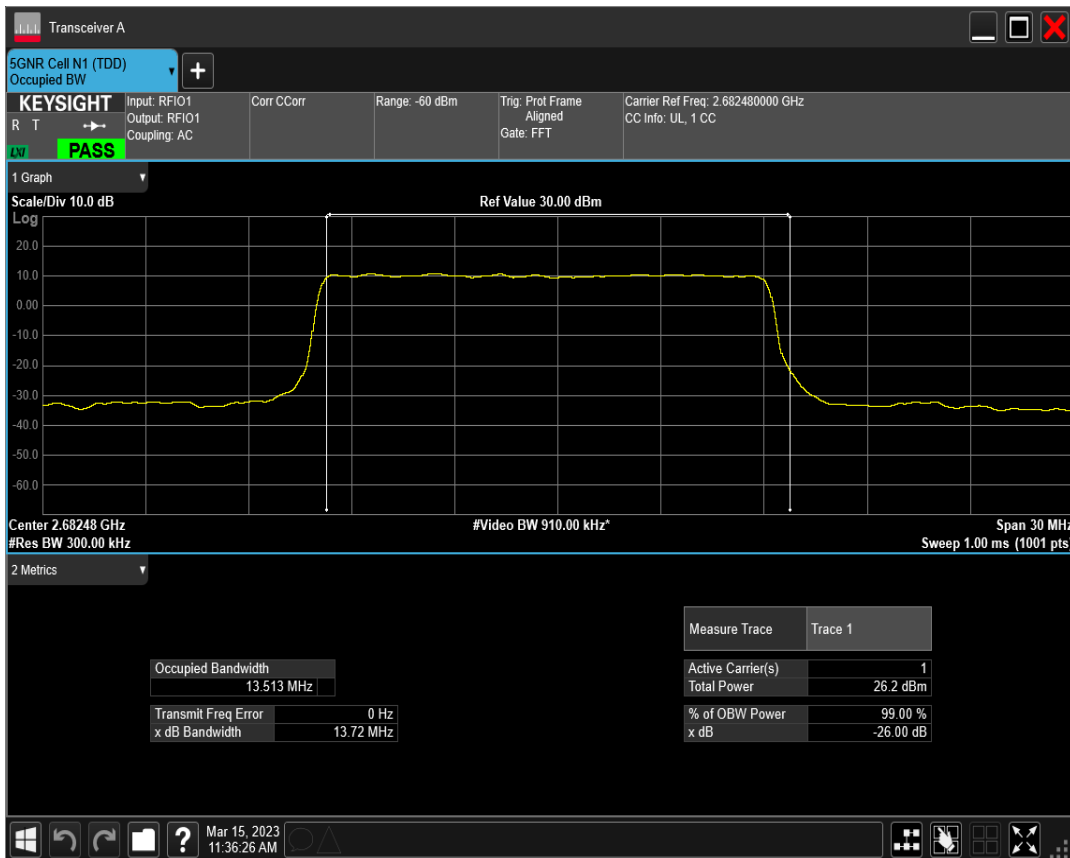 Transceiver A
5GNR Cell N1 (TDD)
Occupied BW
+
KEYSIGHT
R T
LXI
PASS
Input: RFIO1
Output: RFIO1
Coupling: AC
Corr CCorr
Range: -60 dBm
Trig: Prot Frame
Aligned
Gate: FFT
Carrier Ref Freq: 2.682480000 GHz
CC Info: UL, 1 CC
1 Graph
Scale/Div 10.0 dB
Ref Value 30.00 dBm
Log
20.0
10.0
0.00
-10.0
-20.0
-30.0
-40.0
-50.0
-60.0
Center 2.68248 GHz
#Video BW 910.00 kHz*
Span 30 MHz
#Res BW 300.00 kHz
Sweep 1.00 ms (1001 pts)
2 Metrics
Measure Trace Trace 1
Occupied Bandwidth
13.513 MHz
Active Carrier(s) 1
Total Power 26.2 dBm
Transmit Freq Error 0 Hz
x dB Bandwidth 13.72 MHz
% of OBW Power 99.00 %
x dB -26.00 dB
?
Mar 15, 2023
11:36:26 AM